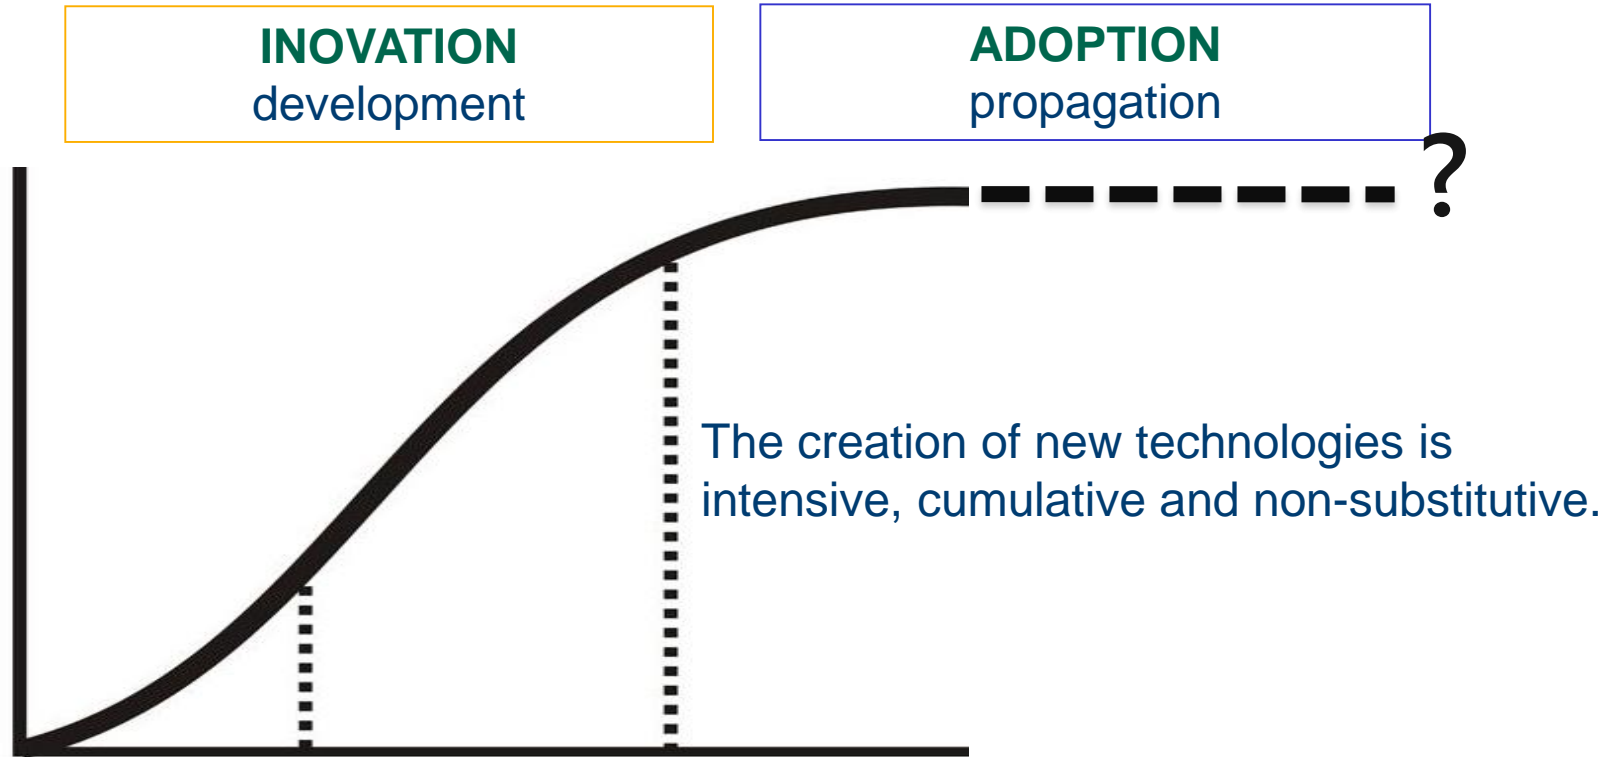 INOVATION
development
ADOPTION
propagation
?
The creation of new technologies is
intensive, cumulative and non-substitutive.